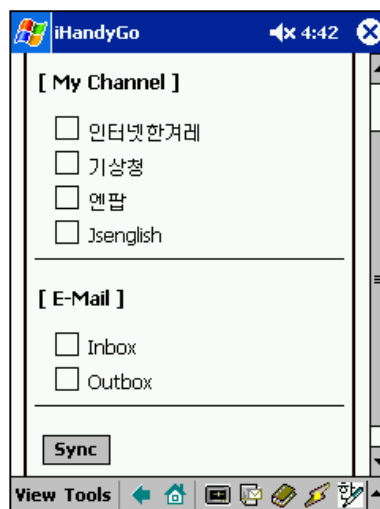 iHandyGo 4:42
[ My Channel ]
인터넷한겨레
기상청
엔팝
Jsenglish
[ E-Mail ]
Inbox
Outbox
Sync
View Tools 한